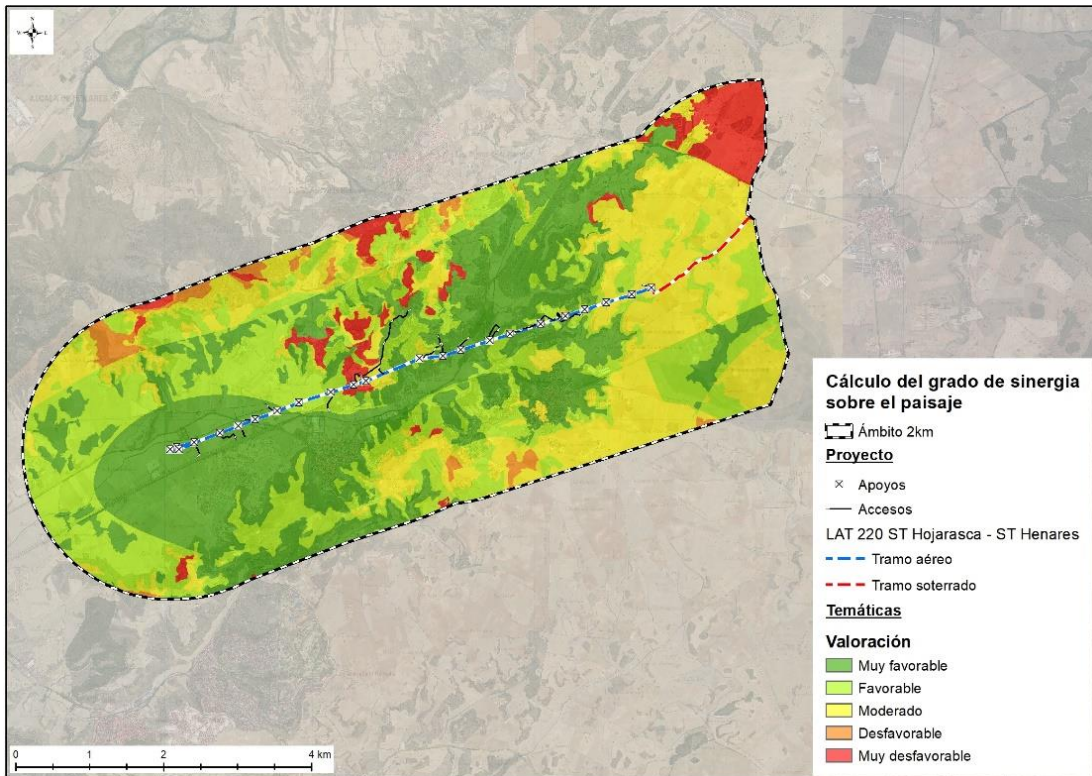 N
Cálculo del grado de sinergia
sobre el paisaje
Ámbito 2km
Proyecto
Apoyos
Accesos
LAT 220 ST Hojarasca - ST Henares
Tramo aéreo
Tramo soterrado
Temáticas
Valoración
Muy favorable
Favorable
Moderado
Desfavorable
Muy desfavorable
0 1 2 4 km